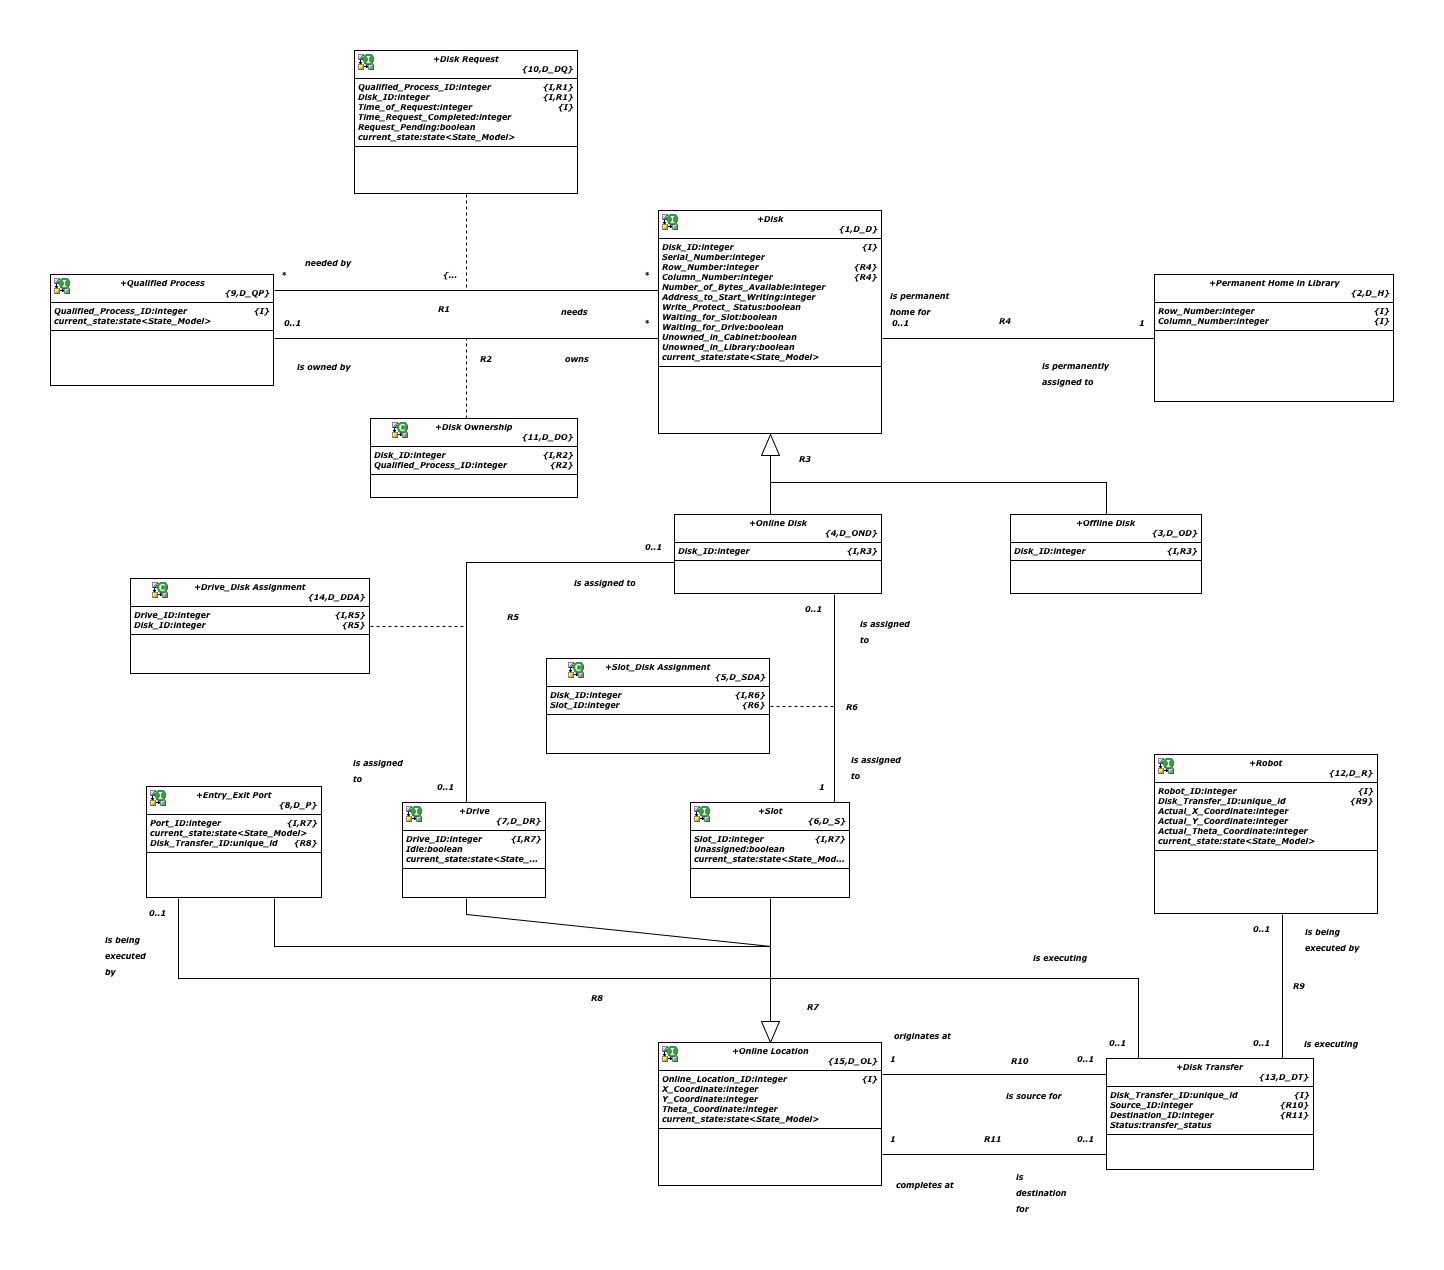 +Disk Request
{10,D_DQ}
Qualified_Process_ID:integer {I,R1}
Disk_ID:integer {I,R1}
Time_of_Request:integer {I}
Time_Request_Completed:integer
Request_Pending:boolean
current_state:state<State_Model>
+Disk
{1,D_D}
Disk_ID:integer {I}
Serial_Number:integer
Row_Number:integer {R4}
Column_Number:integer {R4}
Number_of_Bytes_Available:integer
Address_to_Start_Writing:integer
Write_Protect_ Status:boolean
Waiting_for_Slot:boolean
Waiting_for_Drive:boolean
Unowned_in_Cabinet:boolean
Unowned_in_Library:boolean
current_state:state<State_Model>
needed by
* {... *
R1
needs
+Qualified Process
{9,D_QP}
Qualified_Process_ID:integer {I}
current_state:state<State_Model>
0..1 *
R2
owns
is owned by
is permanent
home for
0..1 R4 1
is permanently
assigned to
+Permanent Home in Library
{2,D_H}
Row_Number:integer {I}
Column_Number:integer {I}
+Disk Ownership
{11,D_DO}
Disk_ID:integer {I,R2}
Qualified_Process_ID:integer {R2}
R3
+Online Disk
{4,D_OND}
Disk_ID:integer {I,R3}
+Offline Disk
{3,D_OD}
Disk_ID:integer {I,R3}
0..1
is assigned to
R5
+Drive_Disk Assignment
{14,D_DDA}
Drive_ID:integer {I,R5}
Disk_ID:integer {R5}
0..1
is assigned
to
+Slot_Disk Assignment
{5,D_SDA}
Disk_ID:integer {I,R6}
Slot_ID:integer {R6}
R6
is assigned
to
0..1
is assigned
to
1
+Entry_Exit Port
{8,D_P}
Port_ID:integer {I,R7}
current_state:state<State_Model>
Disk_Transfer_ID:unique_id {R8}
+Drive
{7,D_DR}
Drive_ID:integer {I,R7}
Idle:boolean
current_state:state<State_...
+Slot
{6,D_S}
Slot_ID:integer {I,R7}
Unassigned:boolean
current_state:state<State_Mod...
+Robot
{12,D_R}
Robot_ID:integer {I}
Disk_Transfer_ID:unique_id {R9}
Actual_X_Coordinate:integer
Actual_Y_Coordinate:integer
Actual_Theta_Coordinate:integer
current_state:state<State_Model>
0..1
is being
executed
by
R8
R7
is executing
0..1
0..1
is being
executed by
R9
0..1
is executing
+Online Location
{15,D_OL}
Online_Location_ID:integer {I}
X_Coordinate:integer
Y_Coordinate:integer
Theta_Coordinate:integer
current_state:state<State_Model>
originates at
1 R10 0..1
is source for
1 R11 0..1
completes at
is
destination
for
+Disk Transfer
{13,D_DT}
Disk_Transfer_ID:unique_id {I}
Source_ID:integer {R10}
Destination_ID:integer {R11}
Status:transfer_status